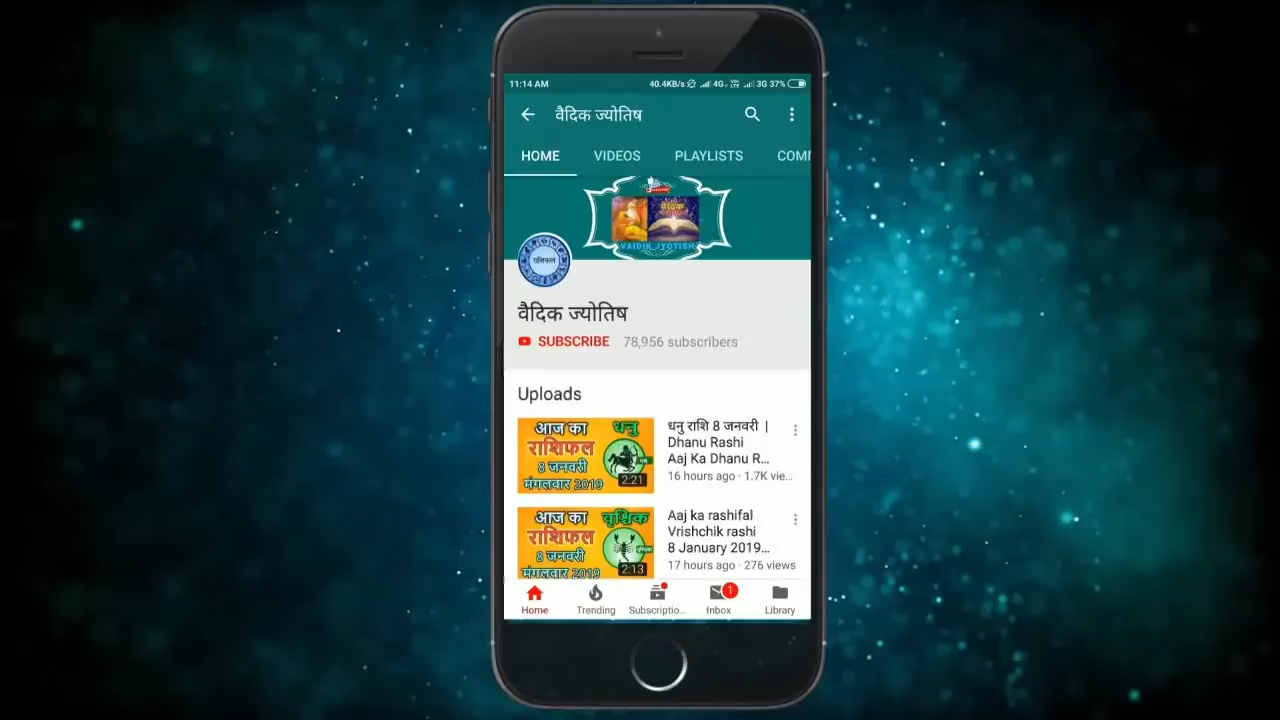 11:14 AM
40.4KB/s 4G 3G 37%
वैदिक ज्योतिष
HOME VIDEOS PLAYLISTS COMM
वैदिक
VAIDIK JYOTISH
राशिफल
वैदिक ज्योतिष
SUBSCRIBE 78,956 subscribers
Uploads
आज का धनु
राशिफल
8 जनवरी
मंगलवार 2019
2:21
धनु राशि 8 जनवरी |
Dhanu Rashi
Aaj Ka Dhanu R...
16 hours ago · 1.7K vie...
आज का वृश्चिक
राशिफल
8 जनवरी
मंगलवार 2019
2:13
Aaj ka rashifal
Vrishchik rashi
8 January 2019...
17 hours ago · 276 views
1
Home Trending Subscriptio... Inbox Library